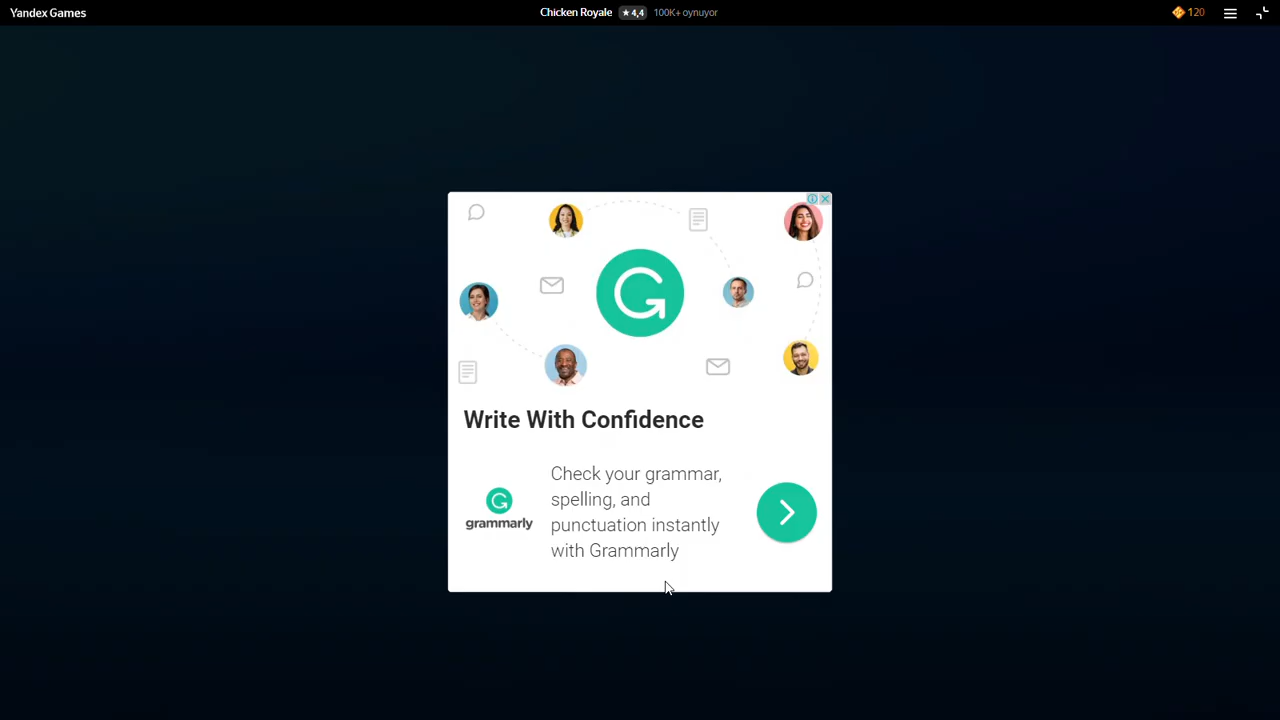 Yandex Games
Chicken Royale ★ 4,4 100K+ oynuyor
120
Write With Confidence
Check your grammar,
spelling, and
punctuation instantly
with Grammarly
grammarly